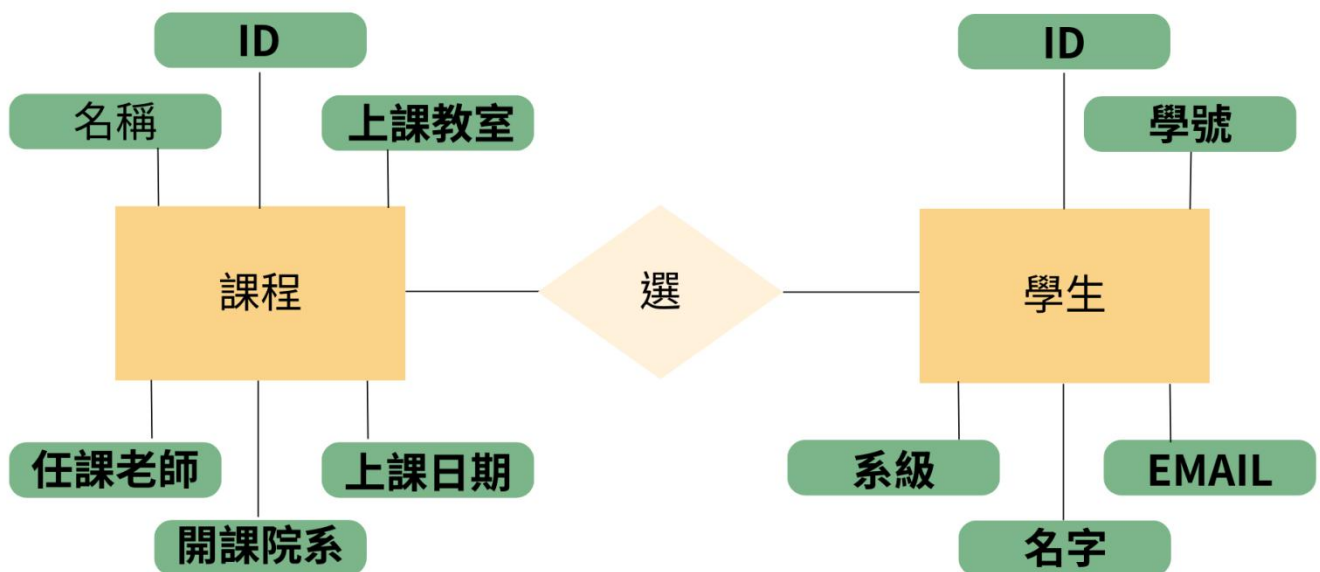 ID
名稱
上課教室
課程
任課老師
上課日期
開課院系
選
ID
學號
學生
系級
EMAIL
名字